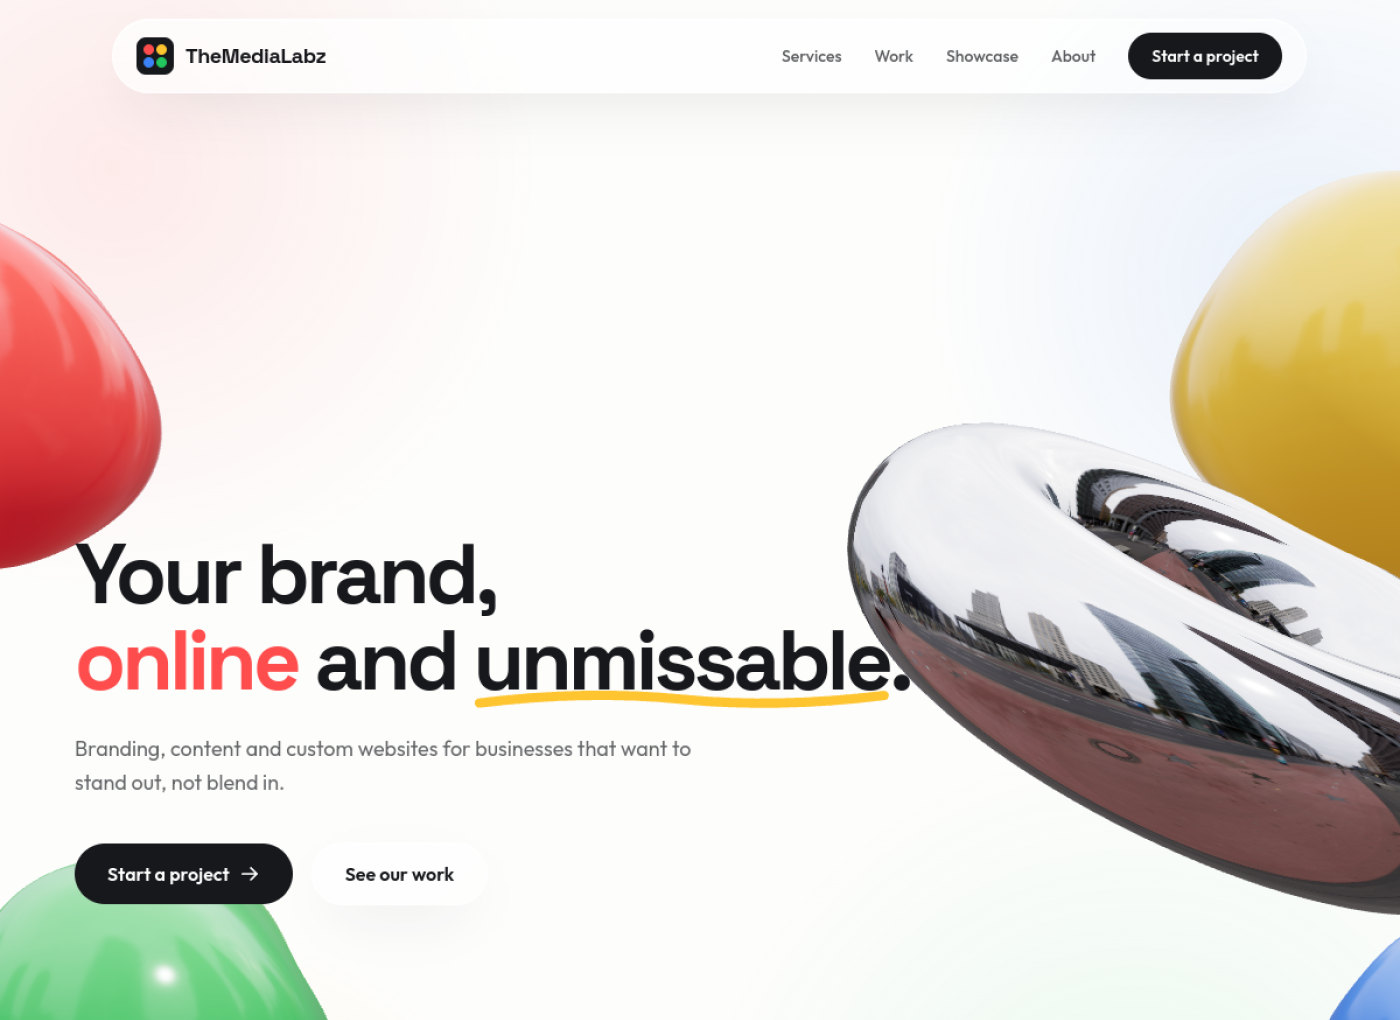 TheMediaLabz
Services Work Showcase About Start a project
Your brand,
online and unmissable.
Branding, content and custom websites for businesses that want to
stand out, not blend in.
Start a project →
See our work